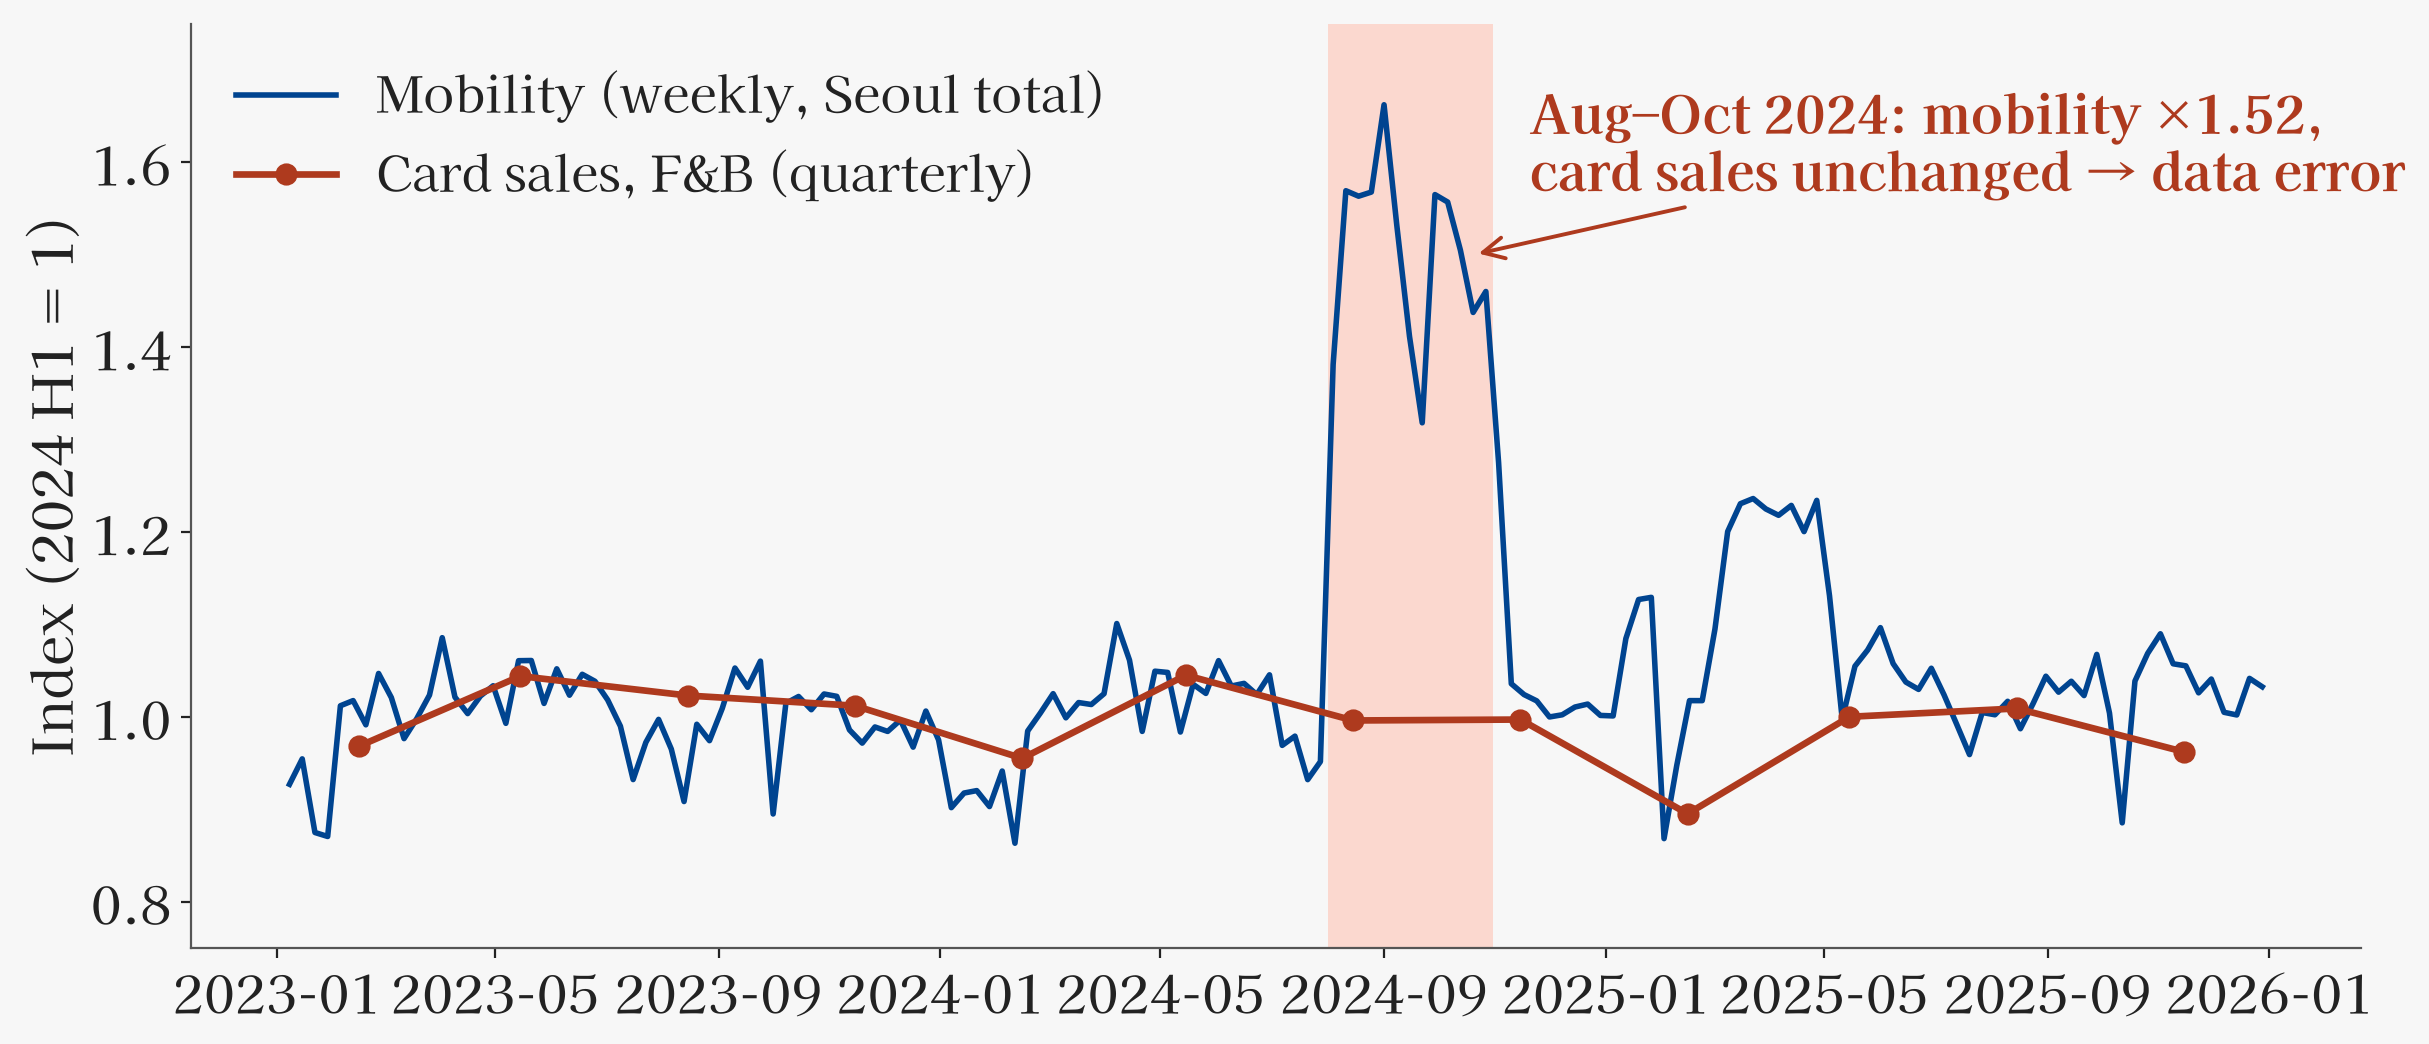 Mobility (weekly, Seoul total)
Card sales, F&B (quarterly)
Aug–Oct 2024: mobility ×1.52,
card sales unchanged → data error
Index (2024 H1 = 1)
1.6
1.4
1.2
1.0
0.8
2023-01 2023-05 2023-09 2024-01 2024-05 2024-09 2025-01 2025-05 2025-09 2026-01